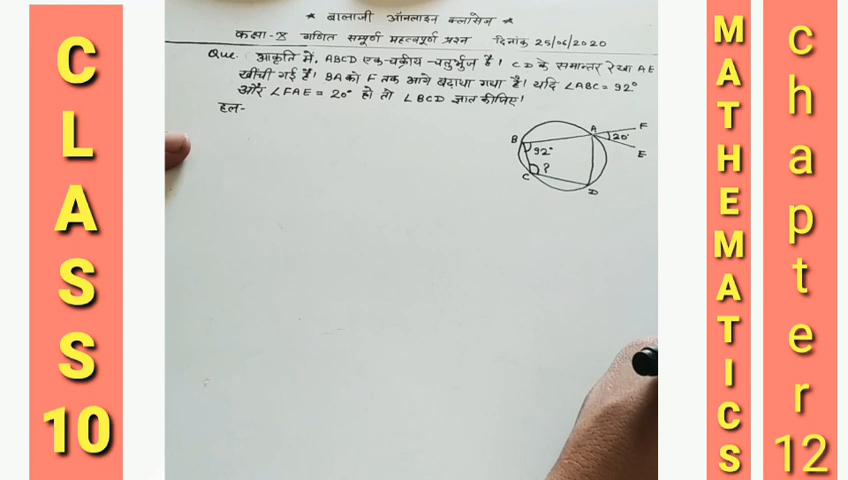 CLASS 10
★ बालाजी ऑनलाइन क्लासेज ★
कक्षा-X गणित सम्पूर्ण महत्वपूर्ण प्रश्न दिनांक 25/06/2020
Que. आकृति में, ABCD एक चक्रीय चतुर्भुज है। CD के समान्तर रेखा AE
खींची गई है। BA को F तक आगे बढ़ाया गया है। यदि ∠ABC = 92°
और ∠FAE = 20° हो तो ∠BCD ज्ञात कीजिए।
हल-
A F
B 20°
92° E
C ?
D
MATHEMATICS
chapter 12